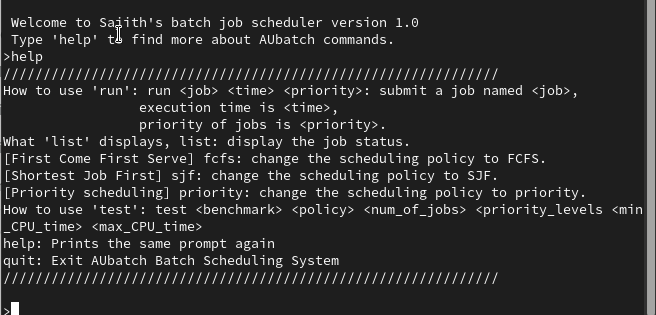 Welcome to Sajith's batch job scheduler version 1.0
Type 'help' to find more about AUbatch commands.
>help
//////////////////////////////////////////////////////////////
How to use 'run': run <job> <time> <priority>: submit a job named <job>,
execution time is <time>,
priority of jobs is <priority>.
What 'list' displays, list: display the job status.
[First Come First Serve] fcfs: change the scheduling policy to FCFS.
[Shortest Job First] sjf: change the scheduling policy to SJF.
[Priority scheduling] priority: change the scheduling policy to priority.
How to use 'test': test <benchmark> <policy> <num_of_jobs> <priority_levels <min
_CPU_time> <max_CPU_time>
help: Prints the same prompt again
quit: Exit AUbatch Batch Scheduling System
//////////////////////////////////////////////////////////////
>